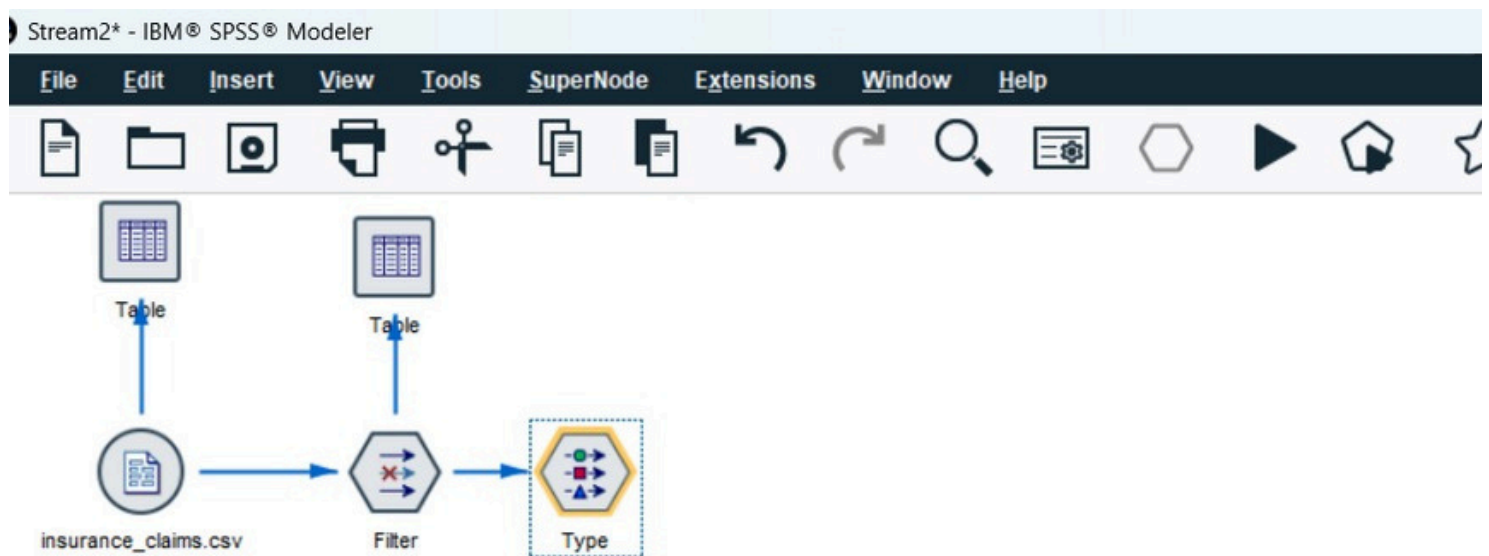 Stream2* - IBM® SPSS® Modeler
File Edit Insert View Tools SuperNode Extensions Window Help
Table
Table
insurance_claims.csv Filter Type